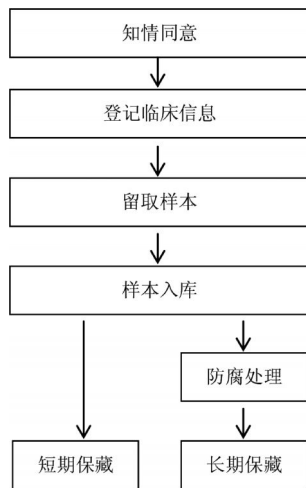 知情同意
登记临床信息
留取样本
样本入库
防腐处理
短期保藏
长期保藏